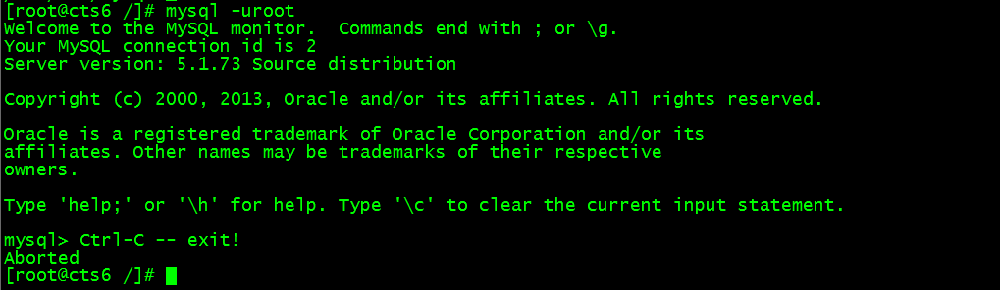 [root@cts6 /]# mysql -uroot
Welcome to the MySQL monitor.  Commands end with ; or \g.
Your MySQL connection id is 2
Server version: 5.1.73 Source distribution
Copyright (c) 2000, 2013, Oracle and/or its affiliates. All rights reserved.
Oracle is a registered trademark of Oracle Corporation and/or its
affiliates. Other names may be trademarks of their respective
owners.
Type 'help;' or '\h' for help. Type '\c' to clear the current input statement.
mysql> Ctrl-C -- exit!
Aborted
[root@cts6 /]#